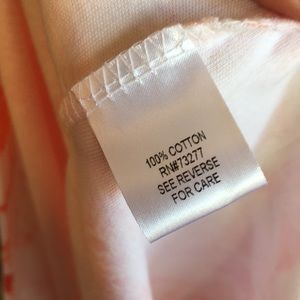 100% COTTON
RN#73277
SEE REVERSE
FOR CARE